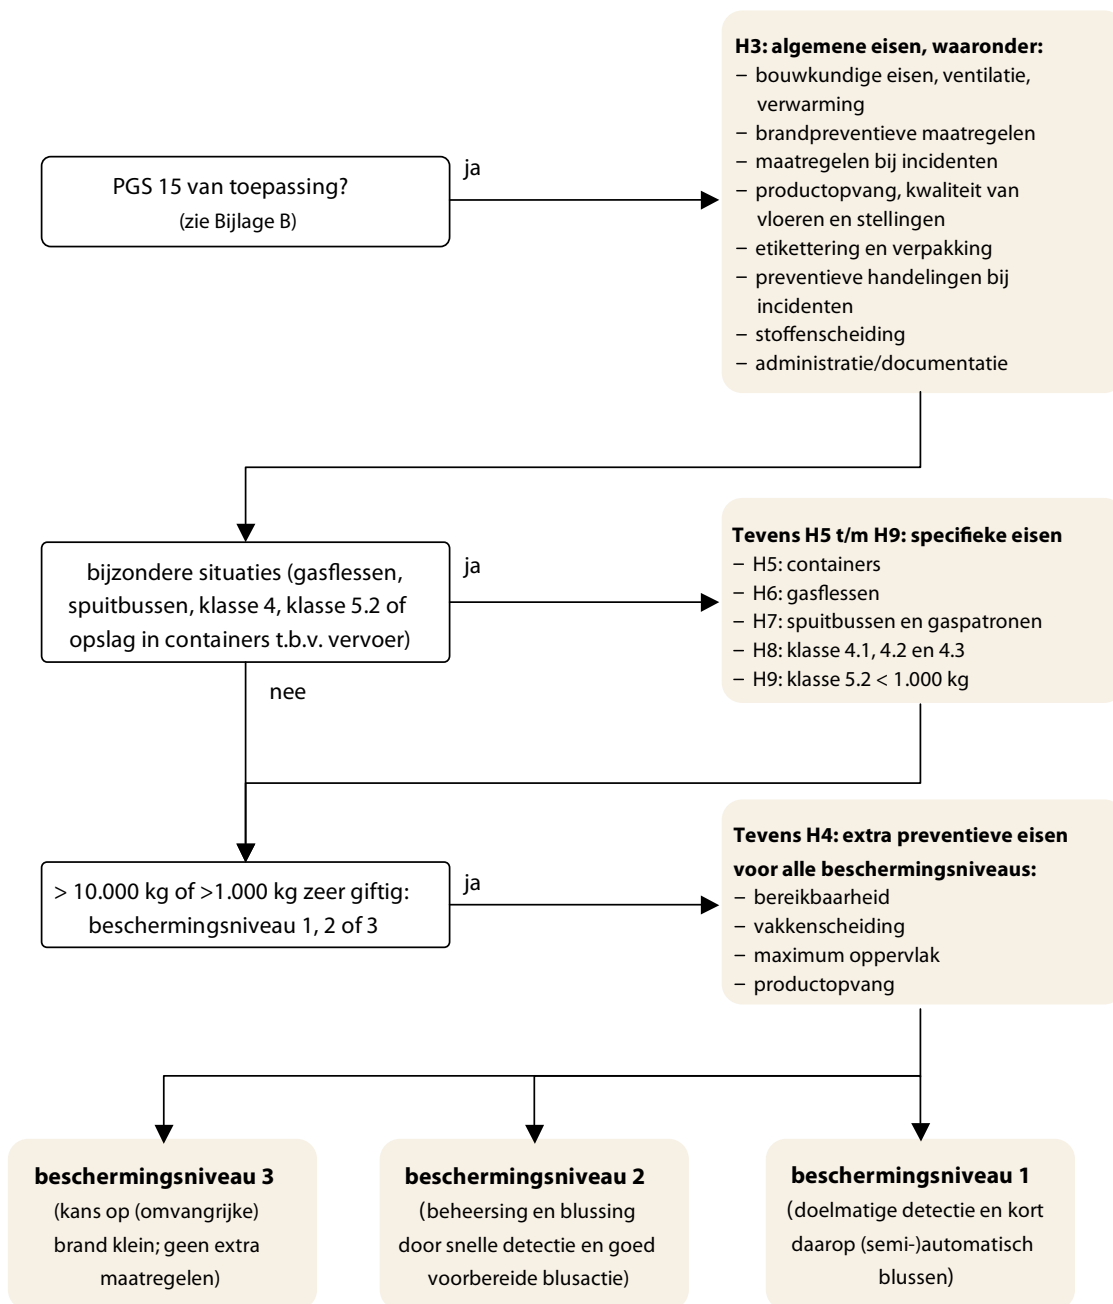 PGS 15 van toepassing?
(zie Bijlage B)
ja
H3: algemene eisen, waaronder:
– bouwkundige eisen, ventilatie,
verwarming
– brandpreventieve maatregelen
– maatregelen bij incidenten
– productopvang, kwaliteit van
vloeren en stellingen
– etikettering en verpakking
– preventieve handelingen bij
incidenten
– stoffenscheiding
– administratie/documentatie
bijzondere situaties (gasflessen,
spuitbussen, klasse 4, klasse 5.2 of
opslag in containers t.b.v. vervoer)
ja
nee
Tevens H5 t/m H9: specifieke eisen
– H5: containers
– H6: gasflessen
– H7: spuitbussen en gaspatronen
– H8: klasse 4.1, 4.2 en 4.3
– H9: klasse 5.2 < 1.000 kg
> 10.000 kg of >1.000 kg zeer giftig:
beschermingsniveau 1, 2 of 3
ja
Tevens H4: extra preventieve eisen
voor alle beschermingsniveaus:
– bereikbaarheid
– vakkenscheiding
– maximum oppervlak
– productopvang
beschermingsniveau 3
(kans op (omvangrijke)
brand klein; geen extra
maatregelen)
beschermingsniveau 2
(beheersing en blussing
door snelle detectie en goed
voorbereide blusactie)
beschermingsniveau 1
(doelmatige detectie en kort
daarop (semi-)automatisch
blussen)